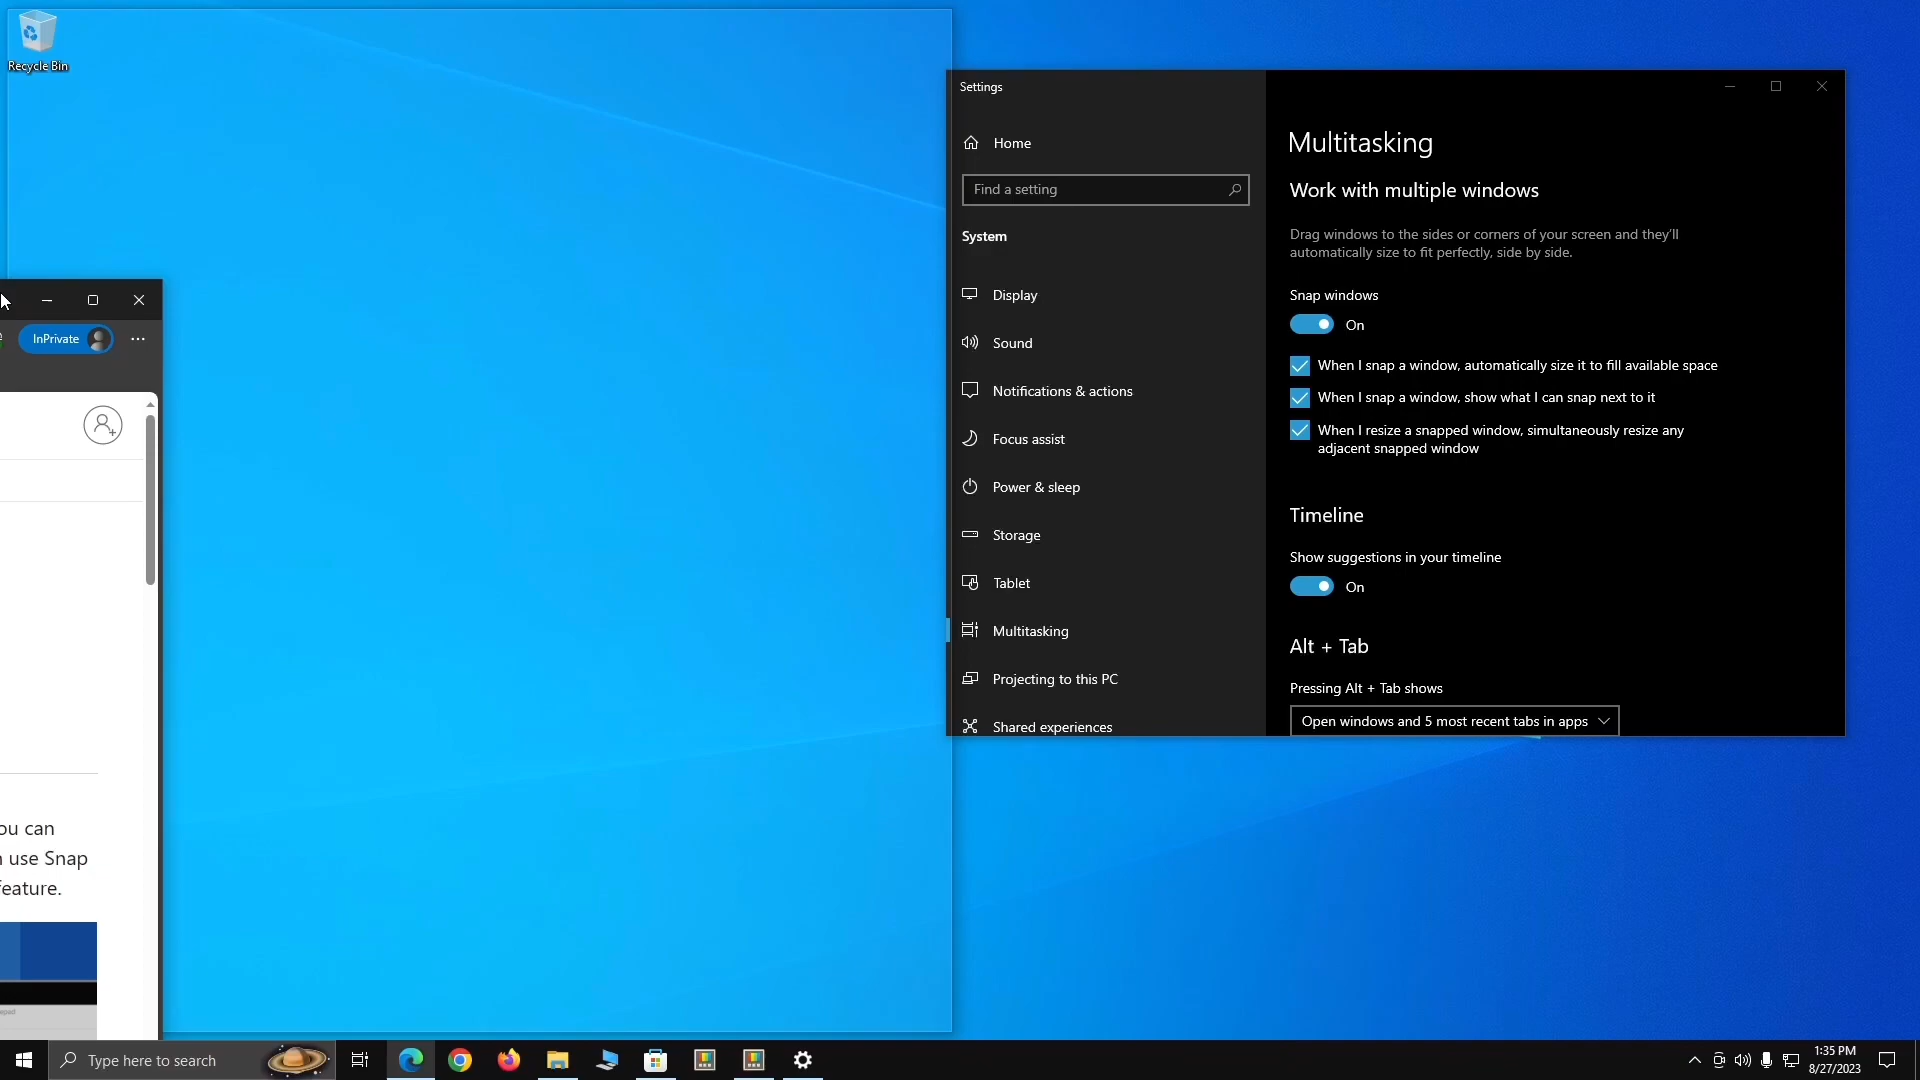 Recycle Bin
InPrivate
ou can
use Snap
feature.
Settings
Home
Find a setting
System
Display
Sound
Notifications & actions
Focus assist
Power & sleep
Storage
Tablet
Multitasking
Projecting to this PC
Shared experiences
Multitasking
Work with multiple windows
Drag windows to the sides or corners of your screen and they'll
automatically size to fit perfectly, side by side.
Snap windows
On
When I snap a window, automatically size it to fill available space
When I snap a window, show what I can snap next to it
When I resize a snapped window, simultaneously resize any
adjacent snapped window
Timeline
Show suggestions in your timeline
On
Alt + Tab
Pressing Alt + Tab shows
Open windows and 5 most recent tabs in apps
Type here to search
1:35 PM
8/27/2023